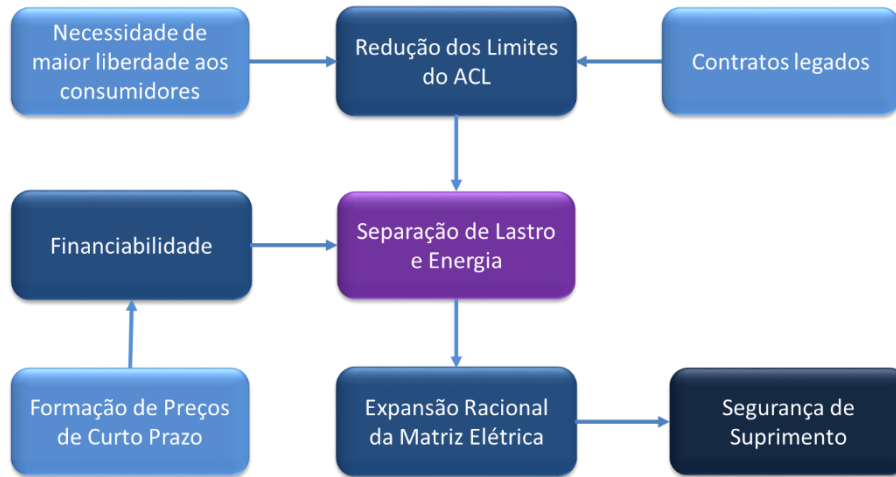 Necessidade de
maior liberdade aos
consumidores
Redução dos Limites
do ACL
Contratos legados
Financiabilidade
Separação de Lastro
e Energia
Formação de Preços
de Curto Prazo
Expansão Racional
da Matriz Elétrica
Segurança de
Suprimento